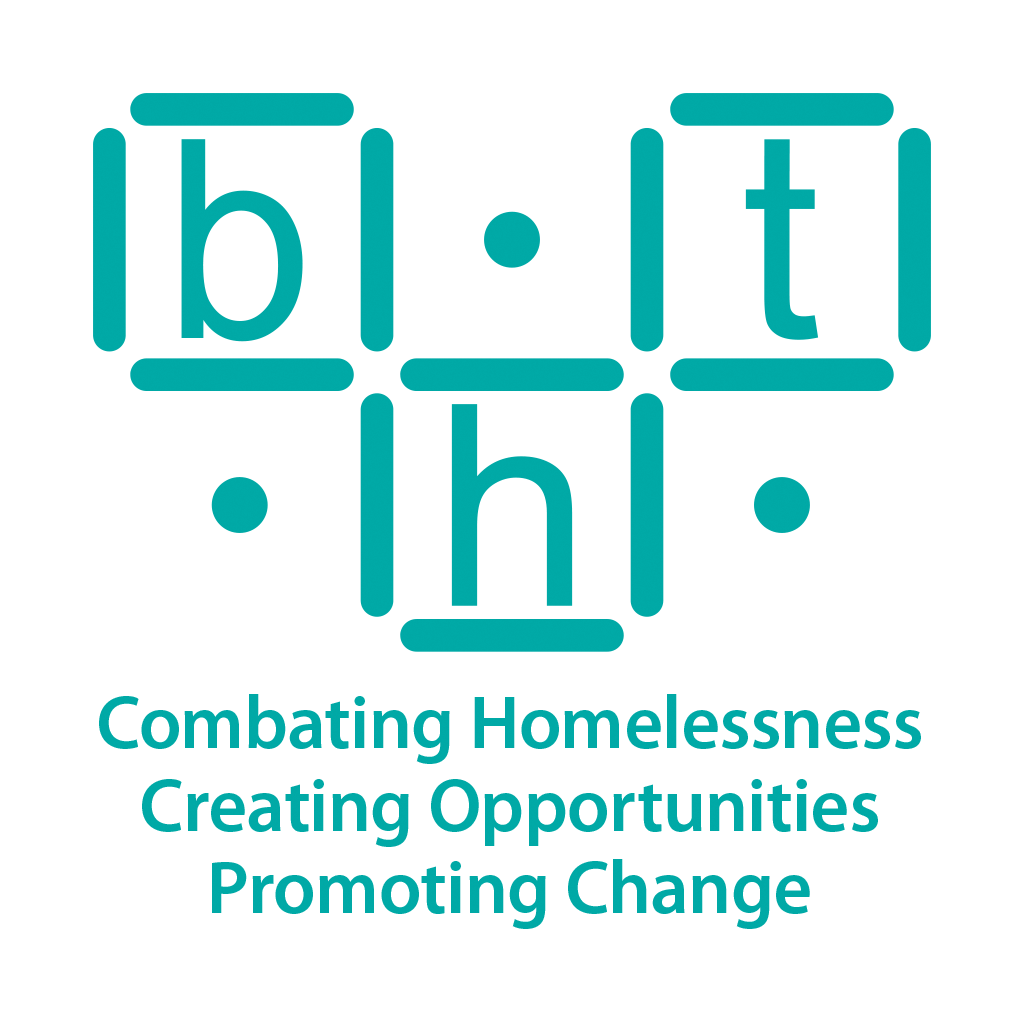 b t
h
Combating Homelessness
Creating Opportunities
Promoting Change